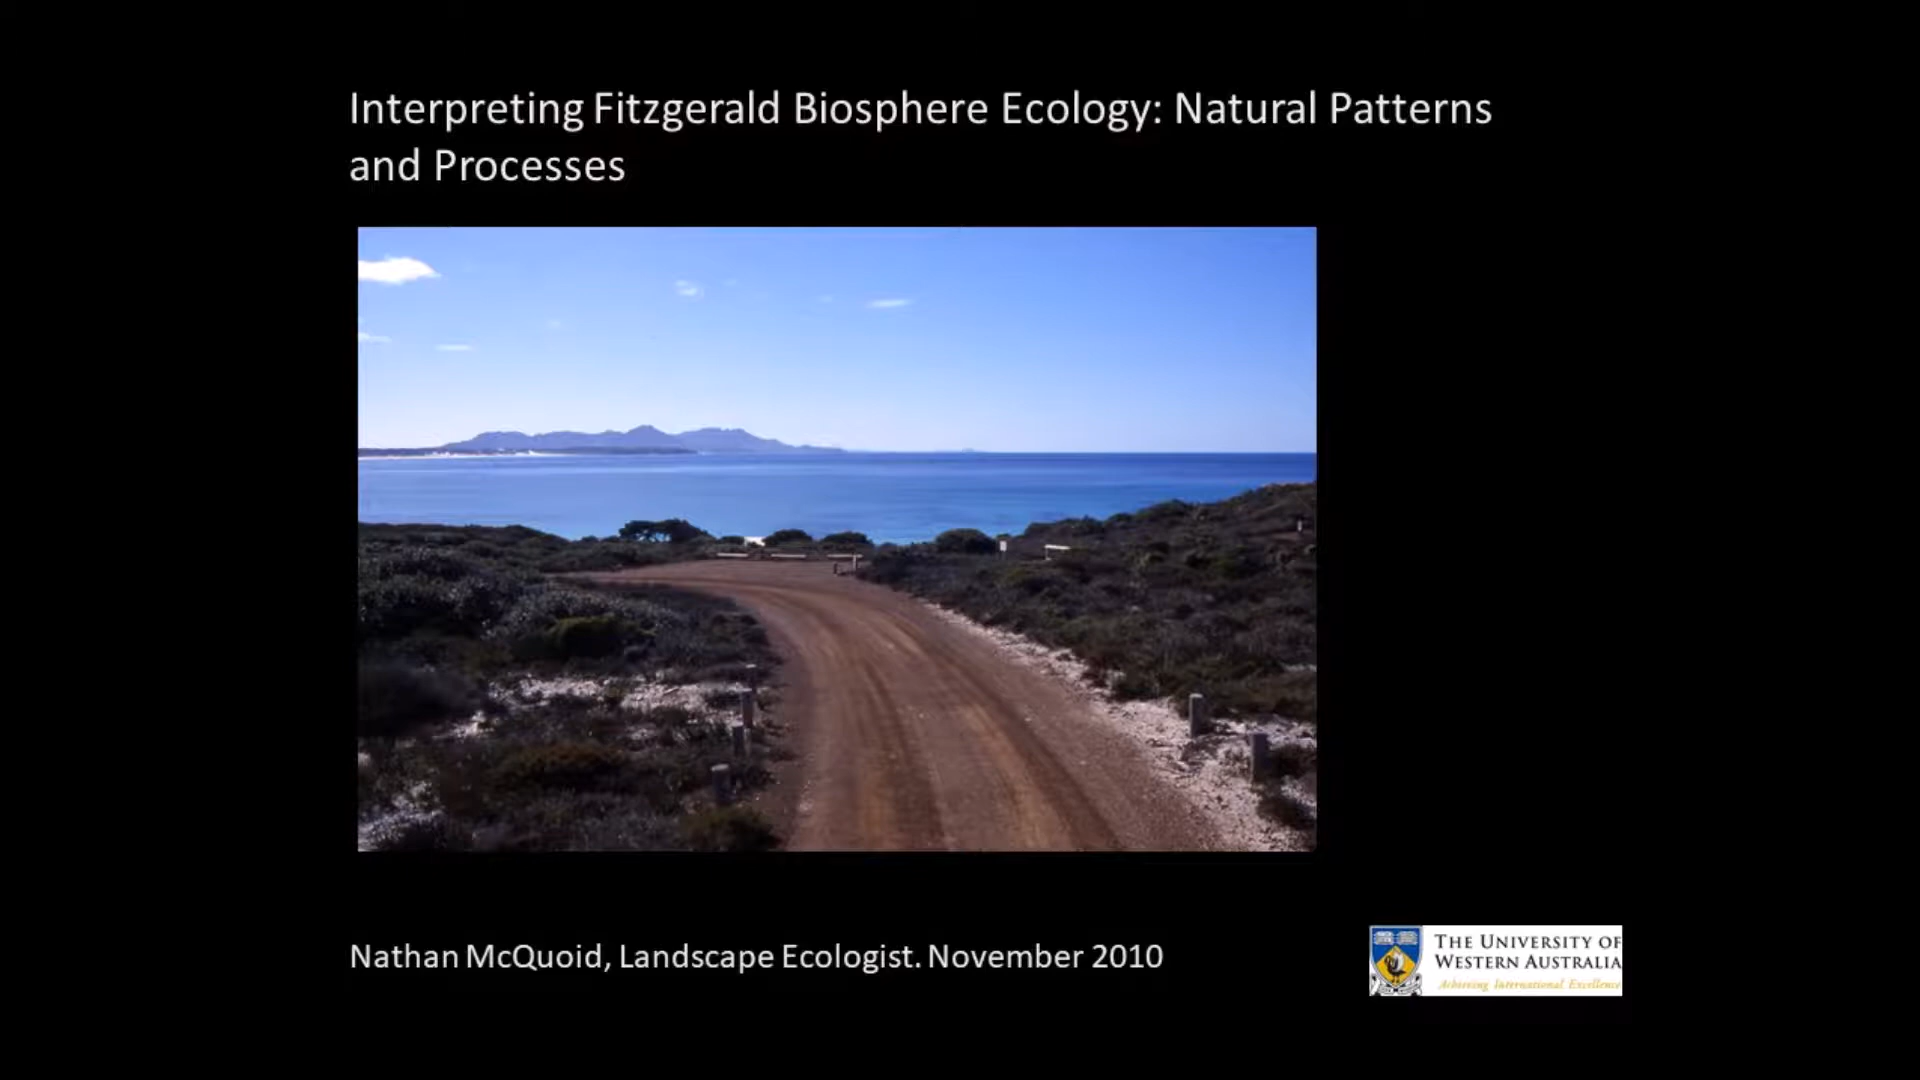 Interpreting Fitzgerald Biosphere Ecology: Natural Patterns
and Processes
Nathan McQuoid, Landscape Ecologist. November 2010
THE UNIVERSITY OF
WESTERN AUSTRALIA
Achieving International Excellence